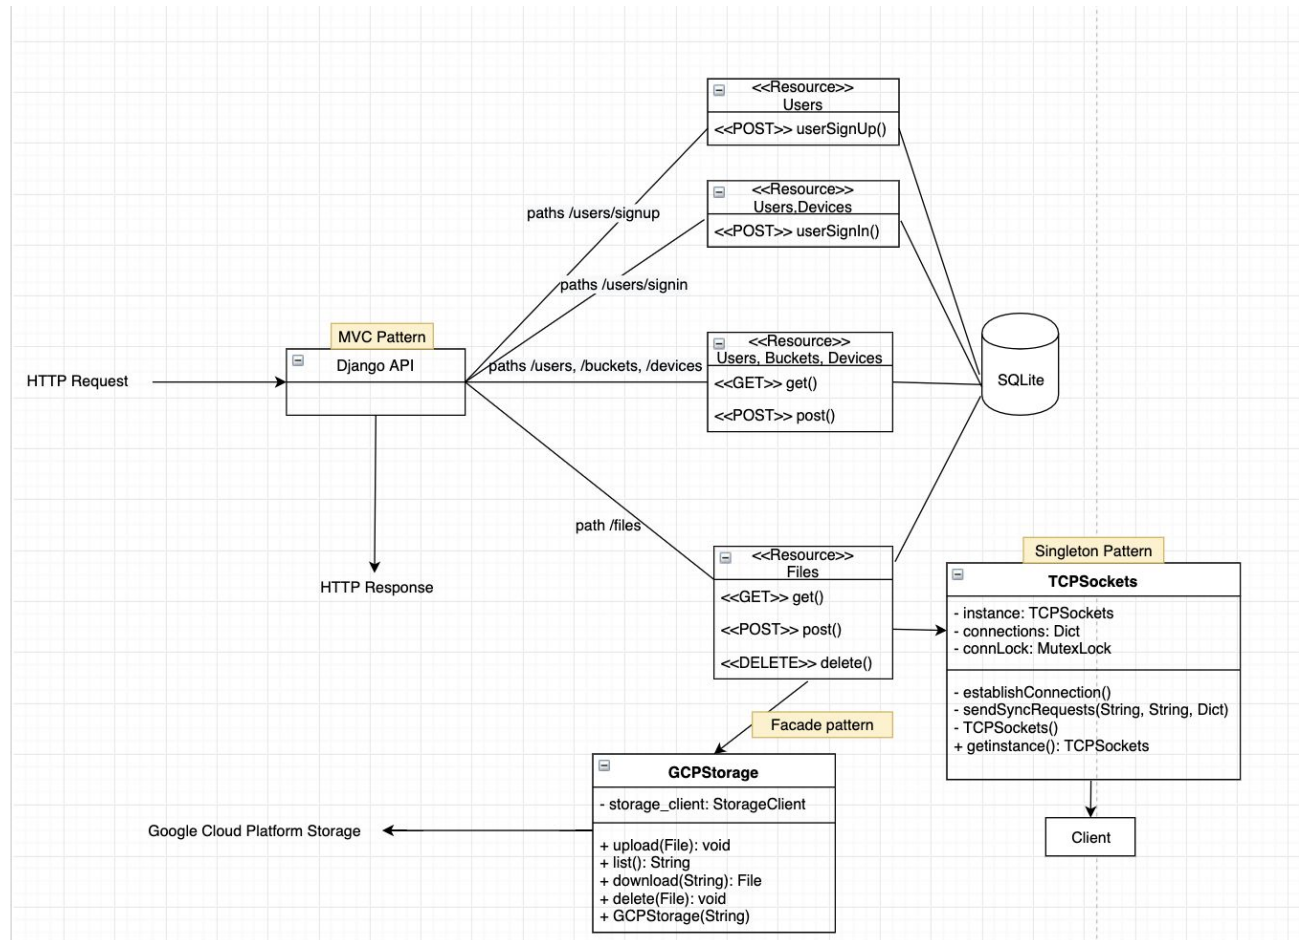 <<Resource>>
Users
<<POST>> userSignUp()
<<Resource>>
Users,Devices
<<POST>> userSignIn()
paths /users/signup
paths /users/signin
MVC Pattern
Django API
HTTP Request
paths /users, /buckets, /devices
<<Resource>>
Users, Buckets, Devices
<<GET>> get()
<<POST>> post()
SQLite
path /files
HTTP Response
<<Resource>>
Files
<<GET>> get()
<<POST>> post()
<<DELETE>> delete()
Singleton Pattern
TCPSockets
- instance: TCPSockets
- connections: Dict
- connLock: MutexLock
- establishConnection()
- sendSyncRequests(String, String, Dict)
- TCPSockets()
+ getinstance(): TCPSockets
Client
Facade pattern
GCPStorage
- storage_client: StorageClient
+ upload(File): void
+ list(): String
+ download(String): File
+ delete(File): void
+ GCPStorage(String)
Google Cloud Platform Storage